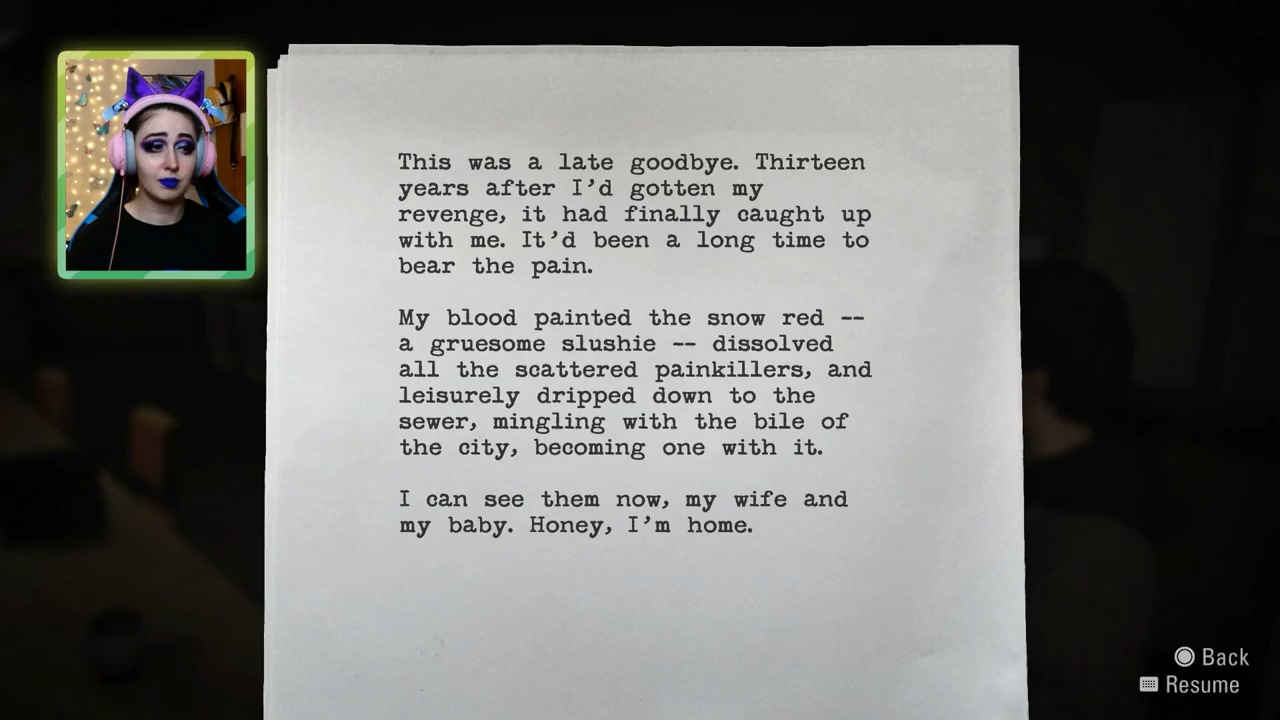 This was a late goodbye. Thirteen
years after I’d gotten my
revenge, it had finally caught up
with me. It’d been a long time to
bear the pain.
My blood painted the snow red --
a gruesome slushie -- dissolved
all the scattered painkillers, and
leisurely dripped down to the
sewer, mingling with the bile of
the city, becoming one with it.
I can see them now, my wife and
my baby. Honey, I’m home.
Back
Resume